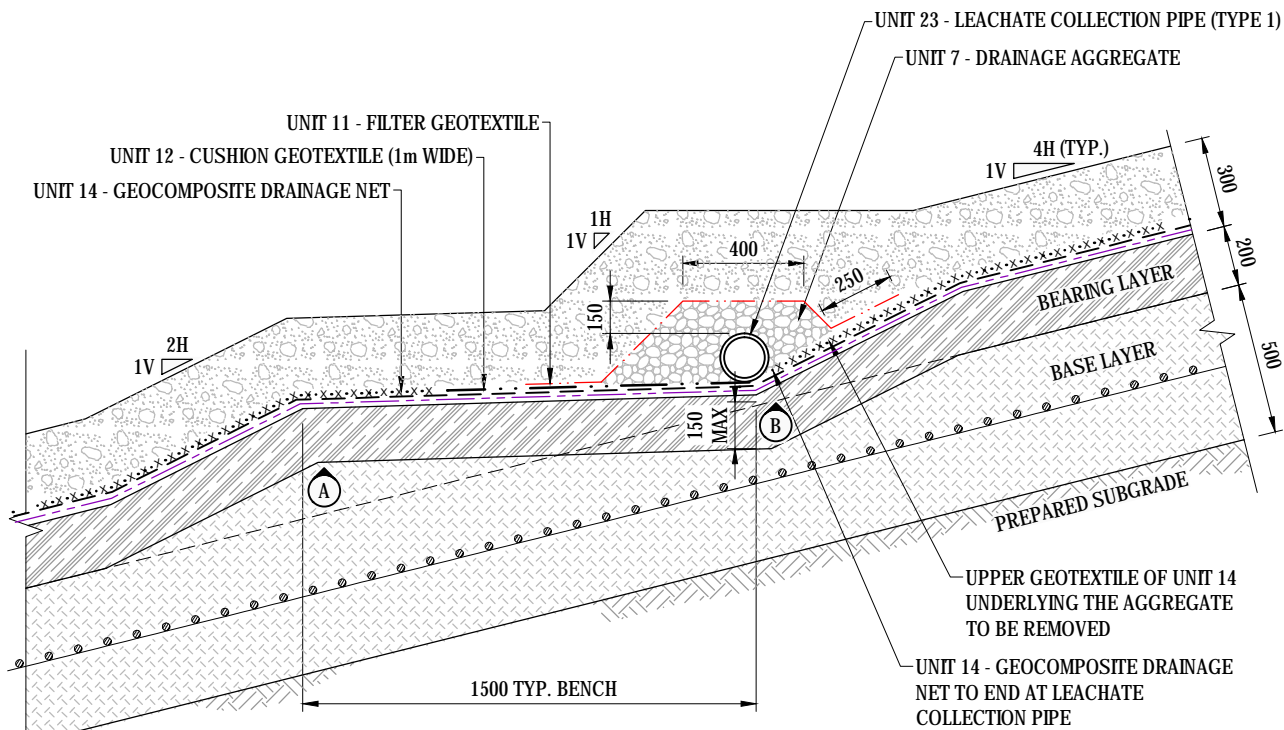 UNIT 23 - LEACHATE COLLECTION PIPE (TYPE 1)
UNIT 7 - DRAINAGE AGGREGATE
UNIT 11 - FILTER GEOTEXTILE
UNIT 12 - CUSHION GEOTEXTILE (1m WIDE)
UNIT 14 - GEOCOMPOSITE DRAINAGE NET
4H (TYP.)
1V
300
1H
1V
400
250
200
150
BEARING LAYER
2H
1V
BASE LAYER
500
150
MAX
B
A
PREPARED SUBGRADE
UPPER GEOTEXTILE OF UNIT 14
UNDERLYING THE AGGREGATE
TO BE REMOVED
UNIT 14 - GEOCOMPOSITE DRAINAGE
NET TO END AT LEACHATE
COLLECTION PIPE
1500 TYP. BENCH